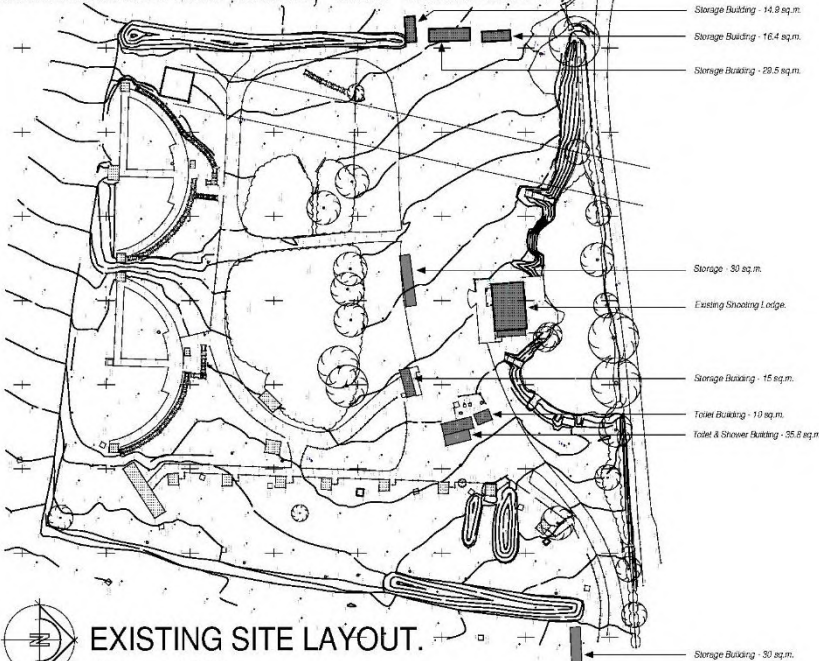 Storage Building - 14.9 sq.m.
Storage Building - 16.4 sq.m.
Storage Building - 29.5 sq.m.
Storage - 30 sq.m.
Existing Shooting Lodge.
Storage Building - 15 sq.m.
Toilet Building - 10 sq.m.
Toilet & Shower Building - 35.8 sq.m
N
EXISTING SITE LAYOUT.
Storage Building - 30 sq.m.